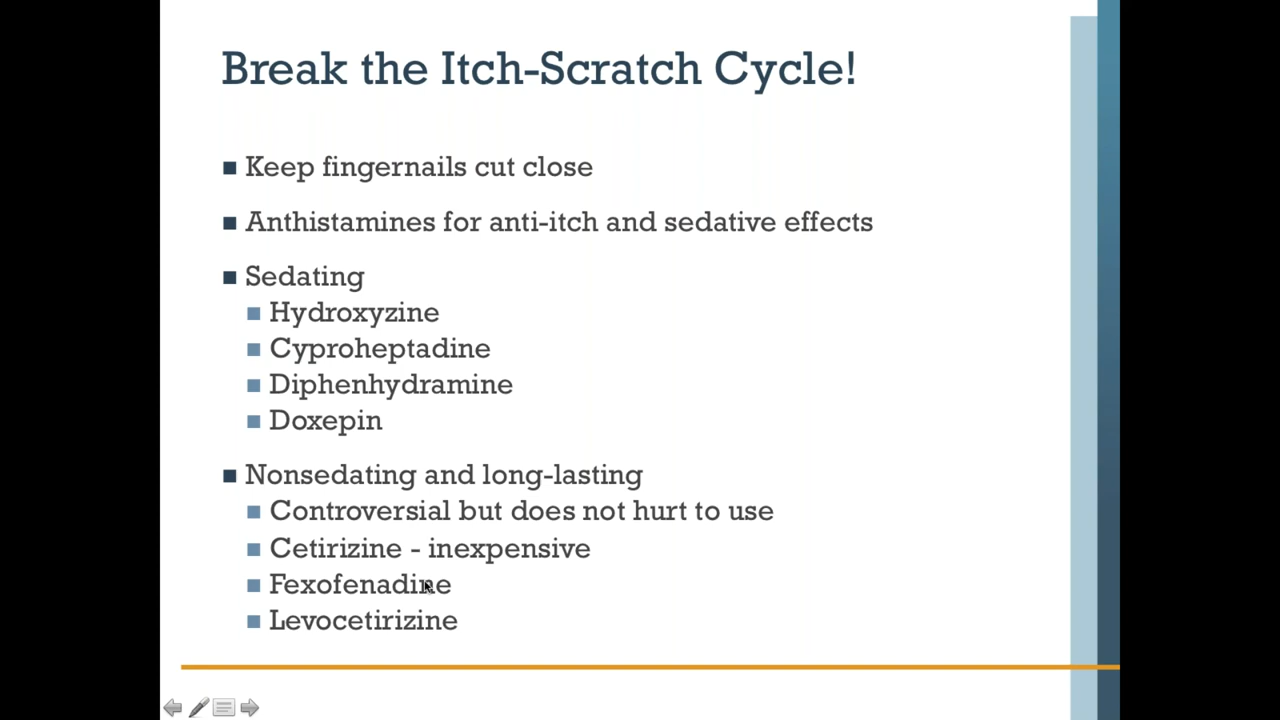 Break the Itch-Scratch Cycle!
Keep fingernails cut close
Anthistamines for anti-itch and sedative effects
Sedating
Hydroxyzine
Cyproheptadine
Diphenhydramine
Doxepin
Nonsedating and long-lasting
Controversial but does not hurt to use
Cetirizine - inexpensive
Fexofenadine
Levocetirizine